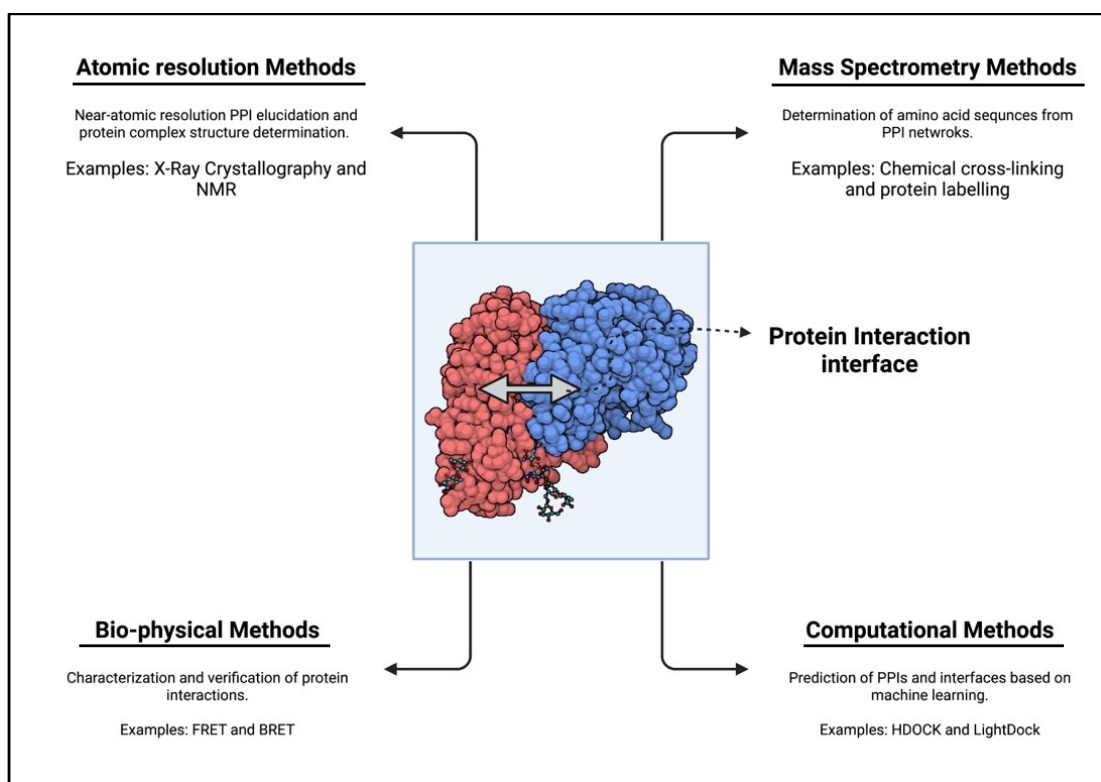 Atomic resolution Methods
Near-atomic resolution PPI elucidation and
protein complex structure determination.
Examples: X-Ray Crystallography and
NMR
Mass Spectrometry Methods
Determination of amino acid sequnces from
PPI netwroks.
Examples: Chemical cross-linking
and protein labelling
Protein Interaction
interface
Bio-physical Methods
Characterization and verification of protein
interactions.
Examples: FRET and BRET
Computational Methods
Prediction of PPIs and interfaces based on
machine learning.
Examples: HDOCK and LightDock